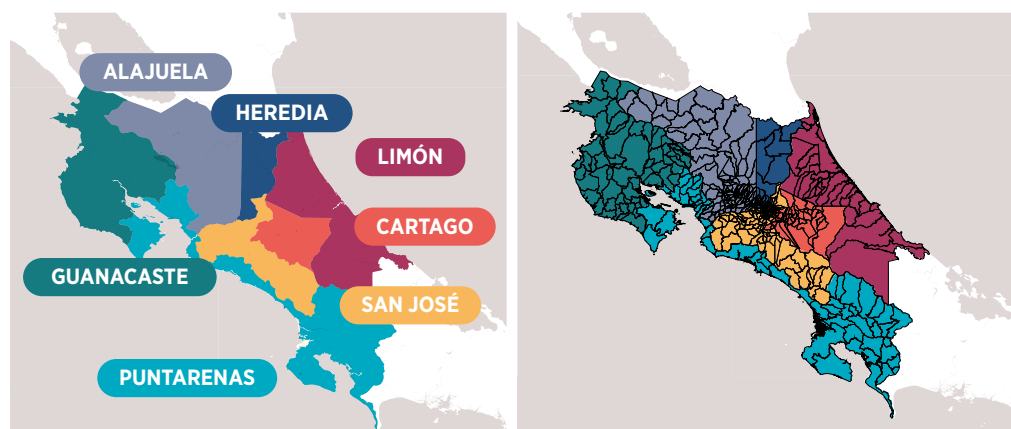 ALAJUELA
HEREDIA
LIMÓN
CARTAGO
GUANACASTE
SAN JOSÉ
PUNTARENAS